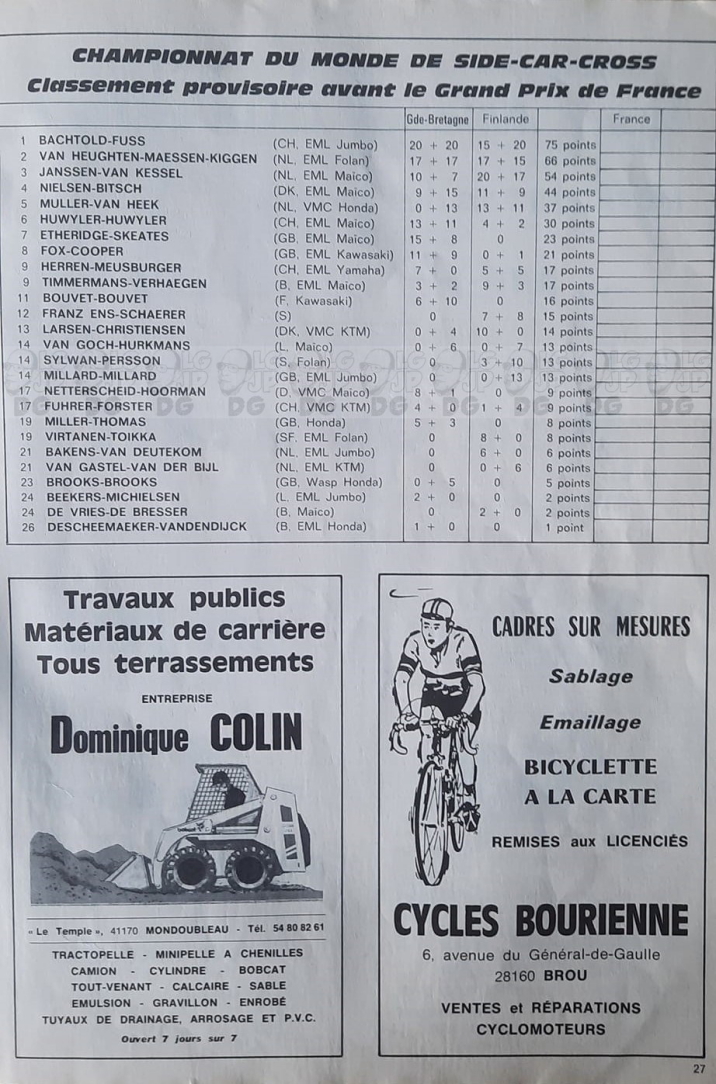 CHAMPIONNAT DU MONDE DE SIDE-CAR-CROSS
Classement provisoire avant le Grand Prix de France
Gde-Bretagne Finlande France
1 BACHTOLD-FUSS (CH, EML Jumbo) 20 + 20 15 + 20 75 points
2 VAN HEUGHTEN-MAESSEN-KIGGEN (NL, EML Folan) 17 + 17 17 + 15 66 points
3 JANSSEN-VAN KESSEL (NL, EML Maico) 10 + 7 20 + 17 54 points
4 NIELSEN-BITSCH (DK, EML Maico) 9 + 15 11 + 9 44 points
5 MULLER-VAN HEEK (NL, VMC Honda) 0 + 13 13 + 11 37 points
6 HUWYLER-HUWYLER (CH, EML Maico) 13 + 11 4 + 2 30 points
7 ETHERIDGE-SKEATES (GB, EML Maico) 15 + 8 0 23 points
8 FOX-COOPER (GB, EML Kawasaki) 11 + 9 0 + 1 21 points
9 HERREN-MEUSBURGER (CH, EML Yamaha) 7 + 0 5 + 5 17 points
9 TIMMERMANS-VERHAEGEN (B, EML Maico) 3 + 2 9 + 3 17 points
11 BOUVET-BOUVET (F, Kawasaki) 6 + 10 0 16 points
12 FRANZ ENS-SCHAERER (S) 0 7 + 8 15 points
13 LARSEN-CHRISTIENSEN (DK, VMC KTM) 0 + 4 10 + 0 14 points
14 VAN GOCH-HURKMANS (L, Maico) 0 + 6 0 + 7 13 points
14 SYLWAN-PERSSON (S, Folan) 0 3 + 10 13 points
14 MILLARD-MILLARD (GB, EML Jumbo) 0 0 + 13 13 points
17 NETTERSCHEID-HOORMAN (D, VMC Maico) 8 + 1 0 9 points
17 FUHRER-FORSTER (CH, VMC KTM) 4 + 0 1 + 4 9 points
19 MILLER-THOMAS (GB, Honda) 5 + 3 0 8 points
19 VIRTANEN-TOIKKA (SF, EML Folan) 0 8 + 0 8 points
21 BAKENS-VAN DEUTEKOM (NL, EML Jumbo) 0 6 + 0 6 points
21 VAN GASTEL-VAN DER BIJL (NL, EML KTM) 0 0 + 6 6 points
23 BROOKS-BROOKS (GB, Wasp Honda) 0 + 5 0 5 points
24 BEEKERS-MICHIELSEN (L, EML Jumbo) 2 + 0 0 2 points
24 DE VRIES-DE BRESSER (B, Maico) 0 2 + 0 2 points
26 DESCHEEMAEKER-VANDENDIJCK (B, EML Honda) 1 + 0 0 1 point
Travaux publics
Matériaux de carrière
Tous terrassements
ENTREPRISE
Dominique COLIN
« Le Temple », 41170 MONDOUBLEAU - Tél. 54 80 82 61
TRACTOPELLE - MINIPELLE A CHENILLES
CAMION - CYLINDRE - BOBCAT
TOUT-VENANT - CALCAIRE - SABLE
EMULSION - GRAVILLON - ENROBÉ
TUYAUX DE DRAINAGE, ARROSAGE ET P.V.C.
Ouvert 7 jours sur 7
CADRES SUR MESURES
Sablage
Emaillage
BICYCLETTE
A LA CARTE
REMISES aux LICENCIÉS
CYCLES BOURIENNE
6, avenue du Général-de-Gaulle
28160 BROU
VENTES et RÉPARATIONS
CYCLOMOTEURS
27